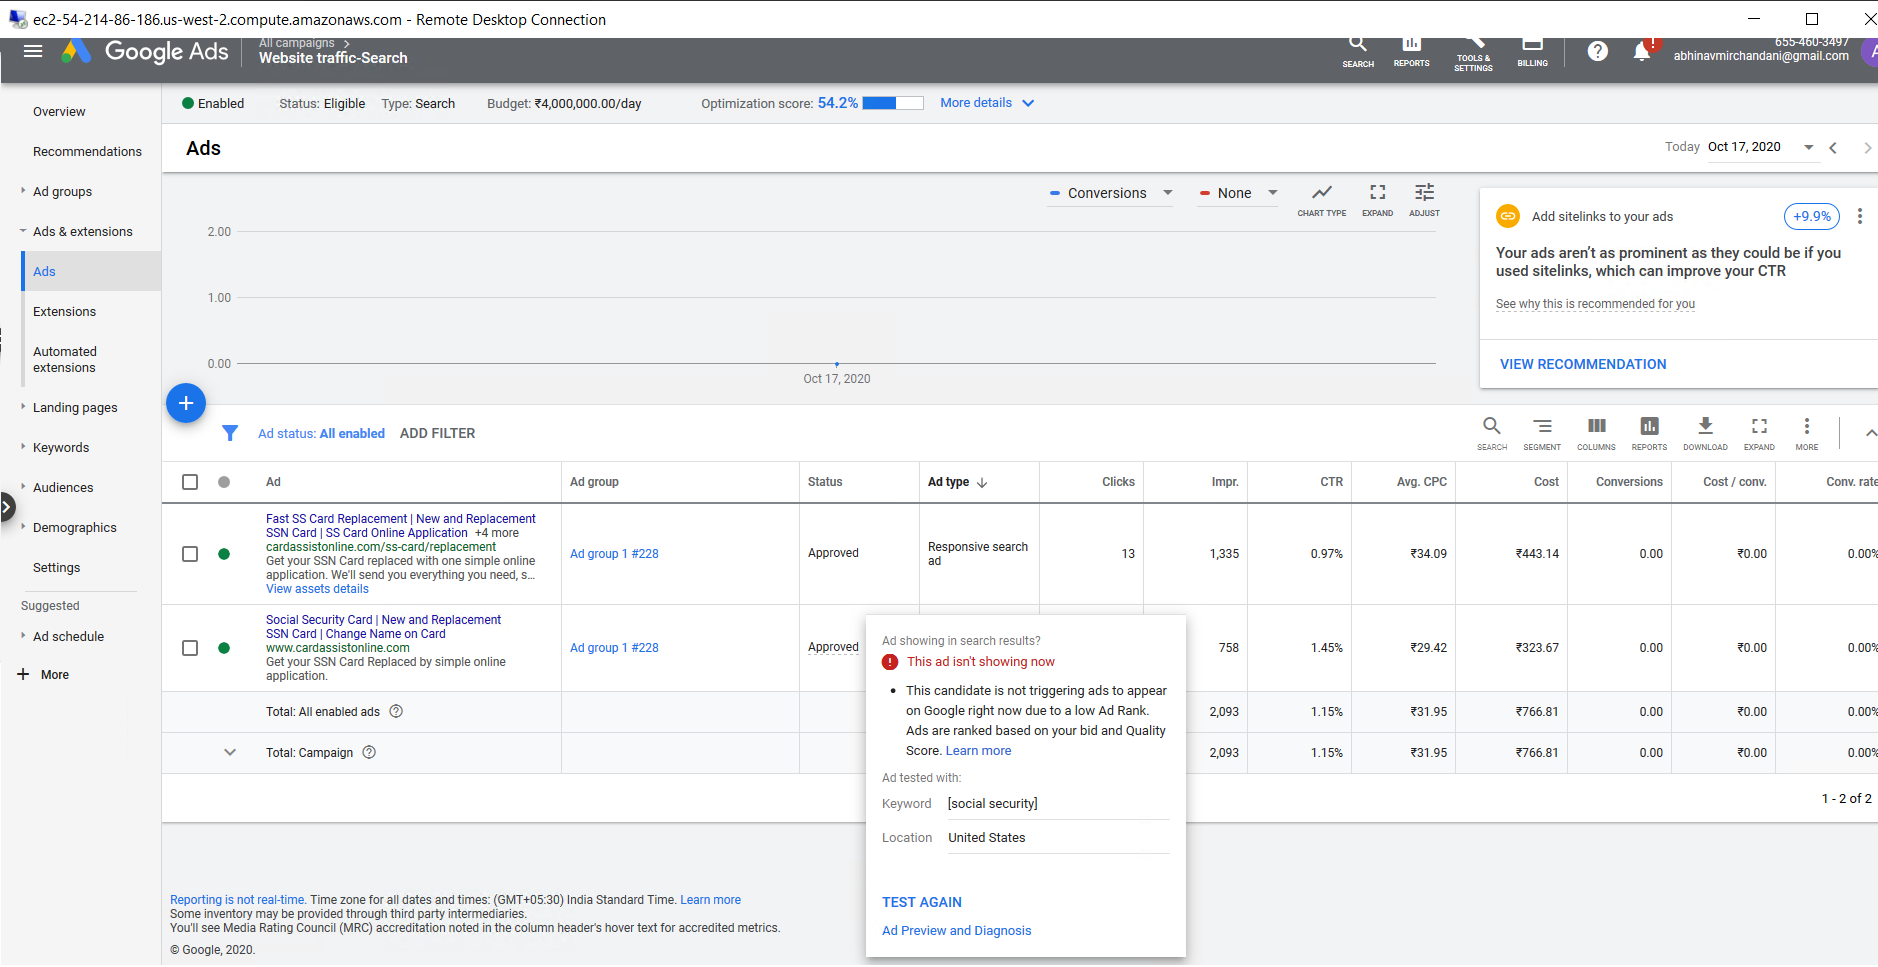 ec2-54-214-86-186.us-west-2.compute.amazonaws.com - Remote Desktop Connection
Google Ads
All campaigns
Website traffic-Search
SEARCH
REPORTS
TOOLS & SETTINGS
BILLING
655-460-3497
abhinavmirchandani@gmail.com
A
Overview
Recommendations
Ad groups
Ads & extensions
Ads
Extensions
Automated extensions
Landing pages
Keywords
Audiences
Demographics
Settings
Suggested
Ad schedule
More
Enabled Status: Eligible Type: Search Budget: ₹4,000,000.00/day Optimization score: 54.2% More details
Ads
Today Oct 17, 2020
Conversions None CHART TYPE EXPAND ADJUST
2.00
1.00
0.00
Oct 17, 2020
Add sitelinks to your ads +9.9%
Your ads aren't as prominent as they could be if you
used sitelinks, which can improve your CTR
See why this is recommended for you
VIEW RECOMMENDATION
Ad status: All enabled ADD FILTER
SEARCH SEGMENT COLUMNS REPORTS DOWNLOAD EXPAND MORE
Ad Ad group Status Ad type Clicks Impr. CTR Avg. CPC Cost Conversions Cost / conv. Conv. rate
Fast SS Card Replacement | New and Replacement
SSN Card | SS Card Online Application +4 more
cardassistonline.com/ss-card/replacement
Get your SSN Card replaced with one simple online
application. We'll send you everything you need, s...
View assets details
Ad group 1 #228 Approved Responsive search ad 13 1,335 0.97% ₹34.09 ₹443.14 0.00 ₹0.00 0.00%
Social Security Card | New and Replacement
SSN Card | Change Name on Card
www.cardassistonline.com
Get your SSN Card Replaced by simple online
application.
Ad group 1 #228 Approved 758 1.45% ₹29.42 ₹323.67 0.00 ₹0.00 0.00%
Total: All enabled ads 2,093 1.15% ₹31.95 ₹766.81 0.00 ₹0.00 0.00%
Total: Campaign 2,093 1.15% ₹31.95 ₹766.81 0.00 ₹0.00 0.00%
1 - 2 of 2
Ad showing in search results?
This ad isn't showing now
This candidate is not triggering ads to appear
on Google right now due to a low Ad Rank.
Ads are ranked based on your bid and Quality
Score. Learn more
Ad tested with:
Keyword [social security]
Location United States
TEST AGAIN
Ad Preview and Diagnosis
Reporting is not real-time. Time zone for all dates and times: (GMT+05:30) India Standard Time. Learn more
Some inventory may be provided through third party intermediaries.
You'll see Media Rating Council (MRC) accreditation noted in the column header's hover text for accredited metrics.
© Google, 2020.